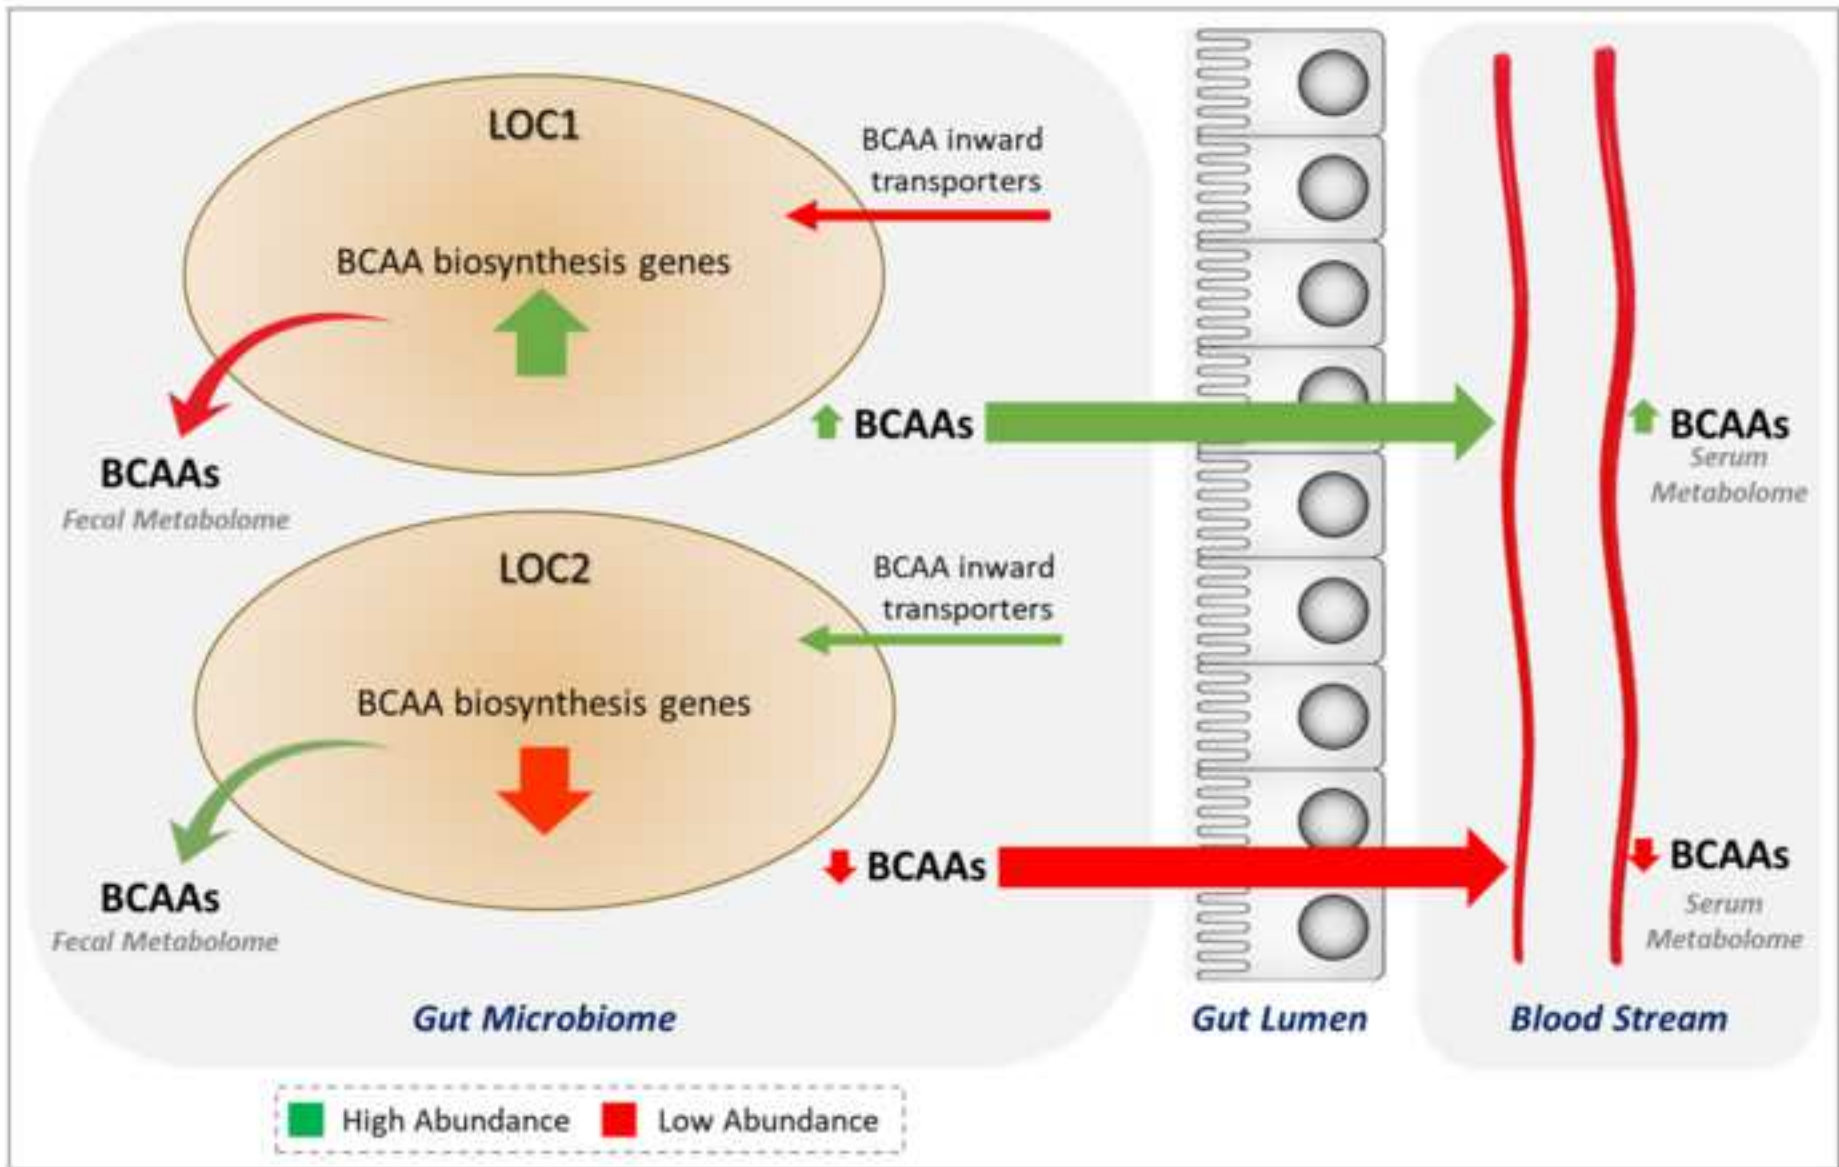 LOC1
BCAA inward
transporters
BCAA biosynthesis genes
BCAAs
BCAAs
Serum
Metabolome
BCAAs
Fecal Metabolome
LOC2
BCAA inward
transporters
BCAA biosynthesis genes
BCAAs
BCAAs
Serum
Metabolome
BCAAs
Fecal Metabolome
Gut Microbiome
Gut Lumen
Blood Stream
High Abundance
Low Abundance